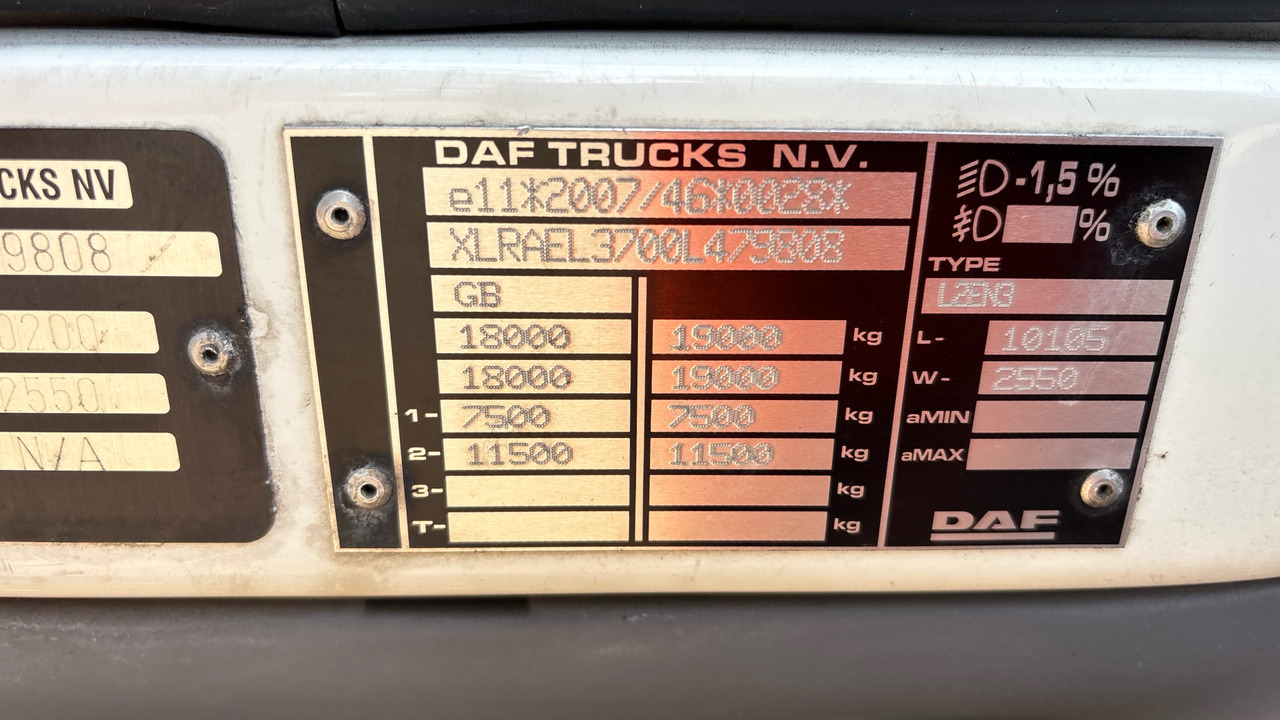 CKS NV
9808
0200
2550
N/A
DAF TRUCKS N.V.
e11*2007/46*0028*
XLRAEL3700L479808
GB
18000 19000 kg
18000 19000 kg
1- 7500 7500 kg
2- 11500 11500 kg
3- kg
T- kg
-1,5 %
%
TYPE
L2EN3
L- 10105
W- 2550
aMIN
aMAX
DAF